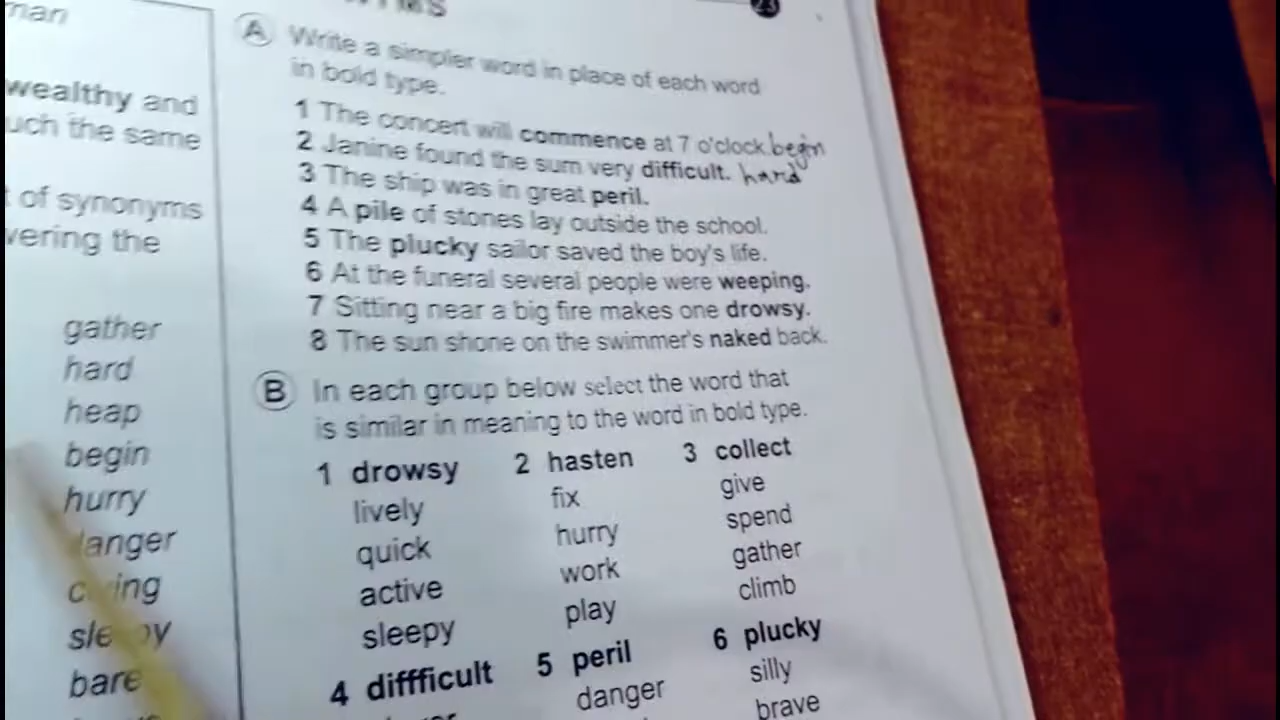 man
wealthy and
uch the same
t of synonyms
vering the
gather
hard
heap
begin
hurry
danger
bare
23
A Write a simpler word in place of each word
in bold type.
1 The concert will commence at 7 o'clock. begin
2 Janine found the sum very difficult. hard
3 The ship was in great peril.
4 A pile of stones lay outside the school.
5 The plucky sailor saved the boy's life.
6 At the funeral several people were weeping.
7 Sitting near a big fire makes one drowsy.
8 The sun shone on the swimmer's naked back.
B In each group below select the word that
is similar in meaning to the word in bold type.
1 drowsy 2 hasten 3 collect
lively fix give
quick hurry spend
active work gather
sleepy play climb
4 diffficult 5 peril 6 plucky
danger silly
brave